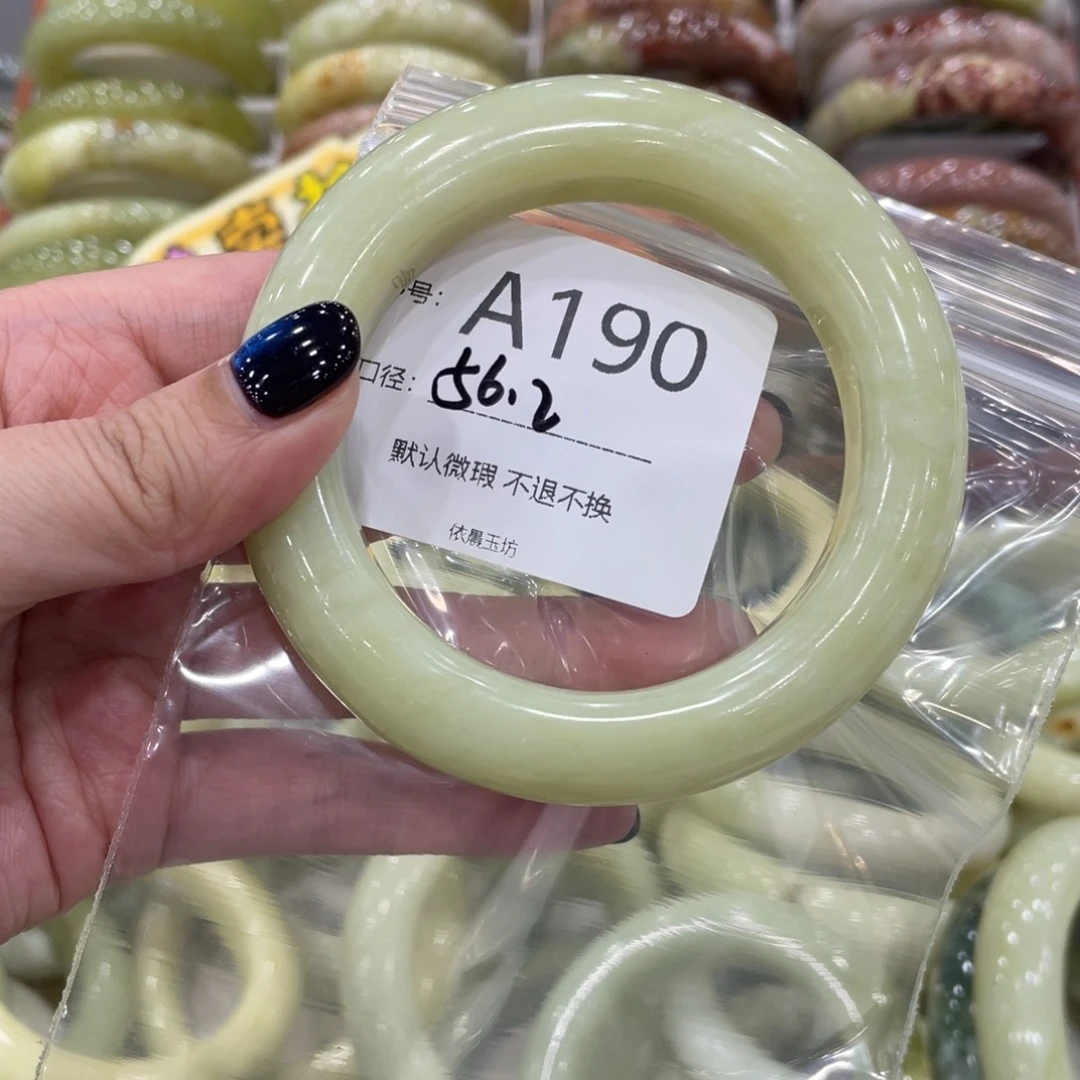 号：A190
口径：56.2
默认微瑕 不退不换
依晨玉坊